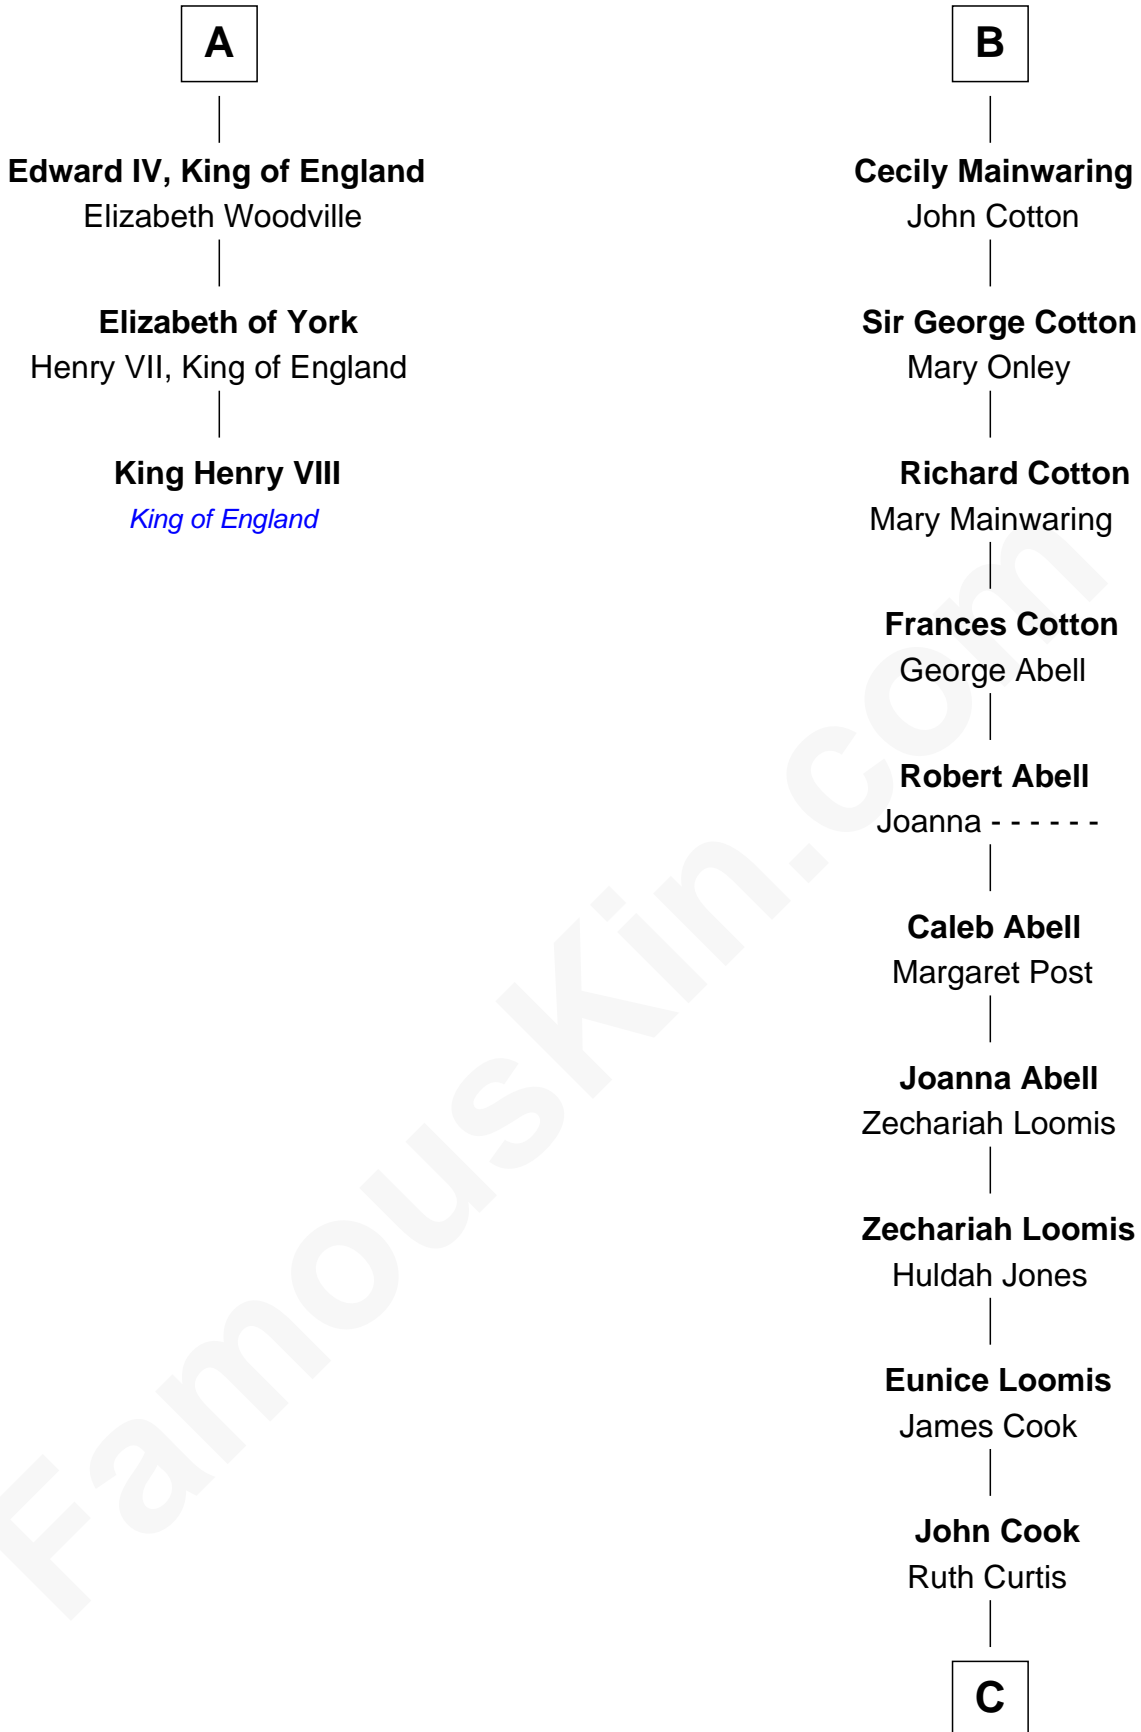 A
Edward IV, King of England
Elizabeth Woodville
Elizabeth of York
Henry VII, King of England
King Henry VIII
King of England
B
Cecily Mainwaring
John Cotton
Sir George Cotton
Mary Onley
Richard Cotton
Mary Mainwaring
Frances Cotton
George Abell
Robert Abell
Joanna - - - - - -
Caleb Abell
Margaret Post
Joanna Abell
Zechariah Loomis
Zechariah Loomis
Huldah Jones
Eunice Loomis
James Cook
John Cook
Ruth Curtis
C
FamousKin.com